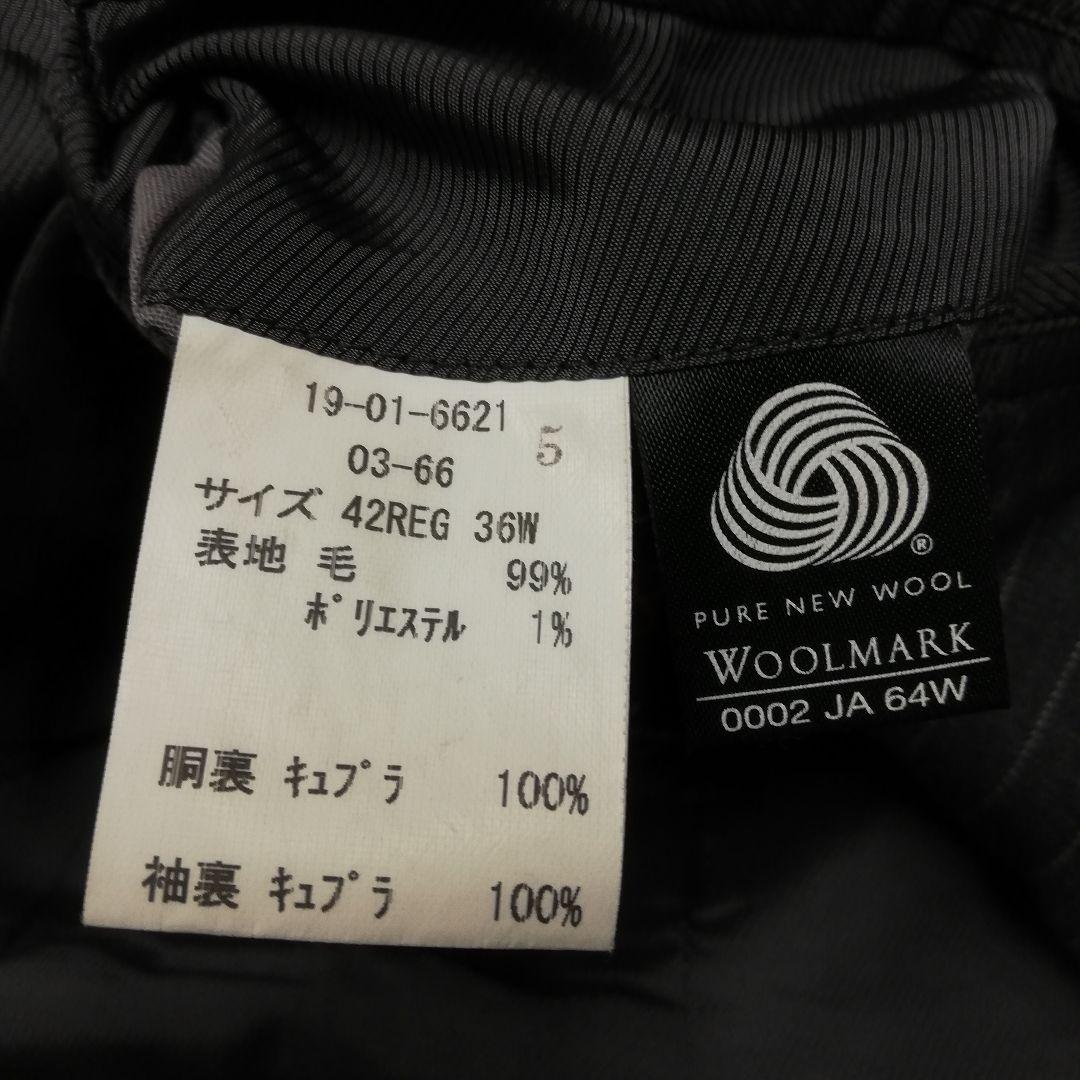 19-01-6621
5
03-66
サイズ 42REG 36W
表地 毛 99%
ﾎﾟﾘｴｽﾃﾙ 1%
胴裏 ｷｭﾌﾟﾗ 100%
袖裏 ｷｭﾌﾟﾗ 100%
®
PURE NEW WOOL
WOOLMARK
0002 JA 64W